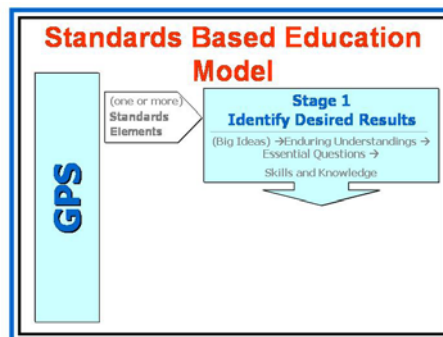 Standards Based Education
Model
GPS
(one or more)
Standards
Elements
Stage 1
Identify Desired Results
(Big Ideas) →Enduring Understandings →
Essential Questions →
Skills and Knowledge